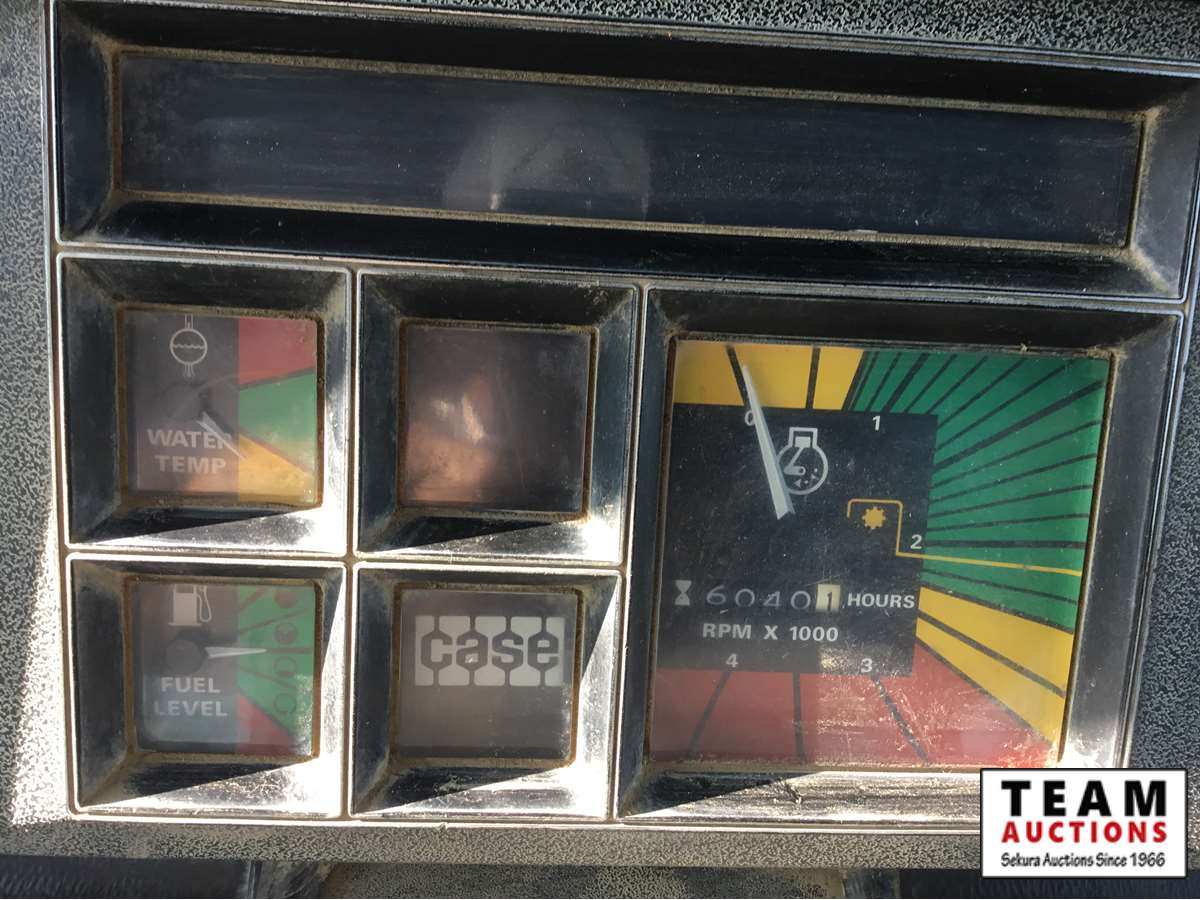 WATER
TEMP
FUEL
LEVEL
case
0
1
2
60401 HOURS
RPM X 1000
4
3
TEAM
AUCTIONS
Sekura Auctions Since 1966